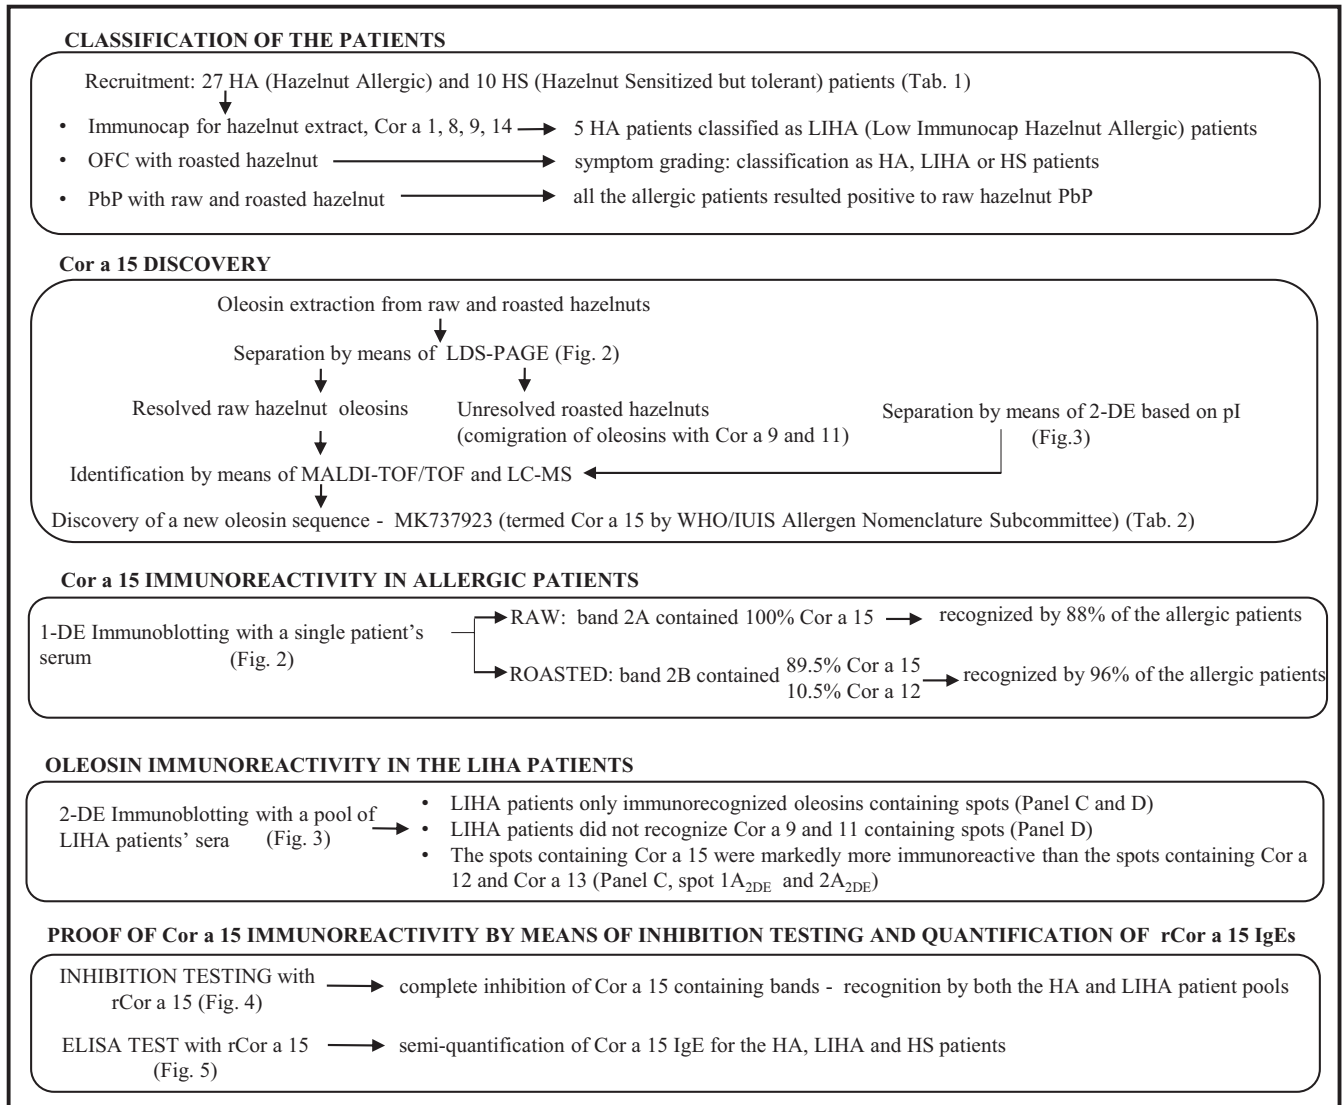 CLASSIFICATION OF THE PATIENTS
Recruitment: 27 HA (Hazelnut Allergic) and 10 HS (Hazelnut Sensitized but tolerant) patients (Tab. 1)
• Immunocap for hazelnut extract, Cor a 1, 8, 9, 14 5 HA patients classified as LIHA (Low Immunocap Hazelnut Allergic) patients
• OFC with roasted hazelnut symptom grading: classification as HA, LIHA or HS patients
• PbP with raw and roasted hazelnut all the allergic patients resulted positive to raw hazelnut PbP
Cor a 15 DISCOVERY
Oleosin extraction from raw and roasted hazelnuts
Separation by means of LDS-PAGE (Fig. 2)
Resolved raw hazelnut oleosins
Unresolved roasted hazelnuts
(comigration of oleosins with Cor a 9 and 11)
Separation by means of 2-DE based on pI
(Fig.3)
Identification by means of MALDI-TOF/TOF and LC-MS
Discovery of a new oleosin sequence - MK737923 (termed Cor a 15 by WHO/IUIS Allergen Nomenclature Subcommittee) (Tab. 2)
Cor a 15 IMMUNOREACTIVITY IN ALLERGIC PATIENTS
1-DE Immunoblotting with a single patient's
serum (Fig. 2)
RAW: band 2A contained 100% Cor a 15 recognized by 88% of the allergic patients
ROASTED: band 2B contained 89.5% Cor a 15
10.5% Cor a 12
recognized by 96% of the allergic patients
OLEOSIN IMMUNOREACTIVITY IN THE LIHA PATIENTS
2-DE Immunoblotting with a pool of
LIHA patients' sera (Fig. 3)
• LIHA patients only immunorecognized oleosins containing spots (Panel C and D)
• LIHA patients did not recognize Cor a 9 and 11 containing spots (Panel D)
• The spots containing Cor a 15 were markedly more immunoreactive than the spots containing Cor a
12 and Cor a 13 (Panel C, spot 1A2DE and 2A2DE)
PROOF OF Cor a 15 IMMUNOREACTIVITY BY MEANS OF INHIBITION TESTING AND QUANTIFICATION OF rCor a 15 IgEs
INHIBITION TESTING with
rCor a 15 (Fig. 4)
complete inhibition of Cor a 15 containing bands - recognition by both the HA and LIHA patient pools
ELISA TEST with rCor a 15
(Fig. 5)
semi-quantification of Cor a 15 IgE for the HA, LIHA and HS patients